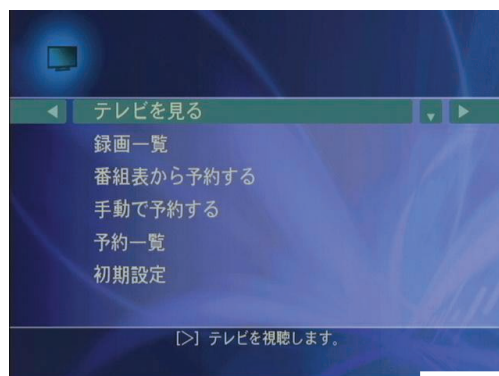 テレビを見る
録画一覧
番組表から予約する
手動で予約する
予約一覧
初期設定
[>] テレビを視聴します。